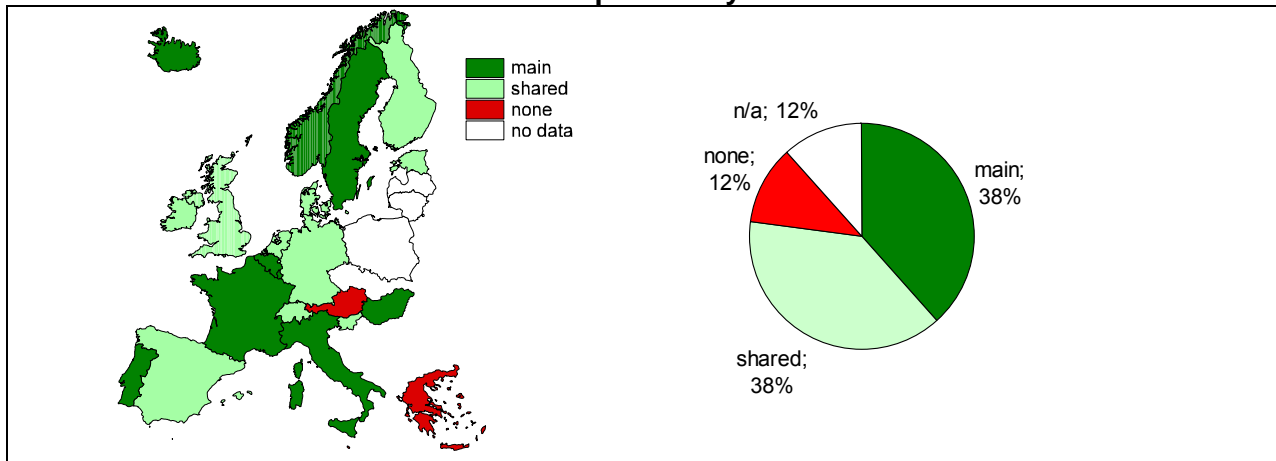 main
shared
none
no data
n/a; 12%
none;
12%
main;
38%
shared;
38%